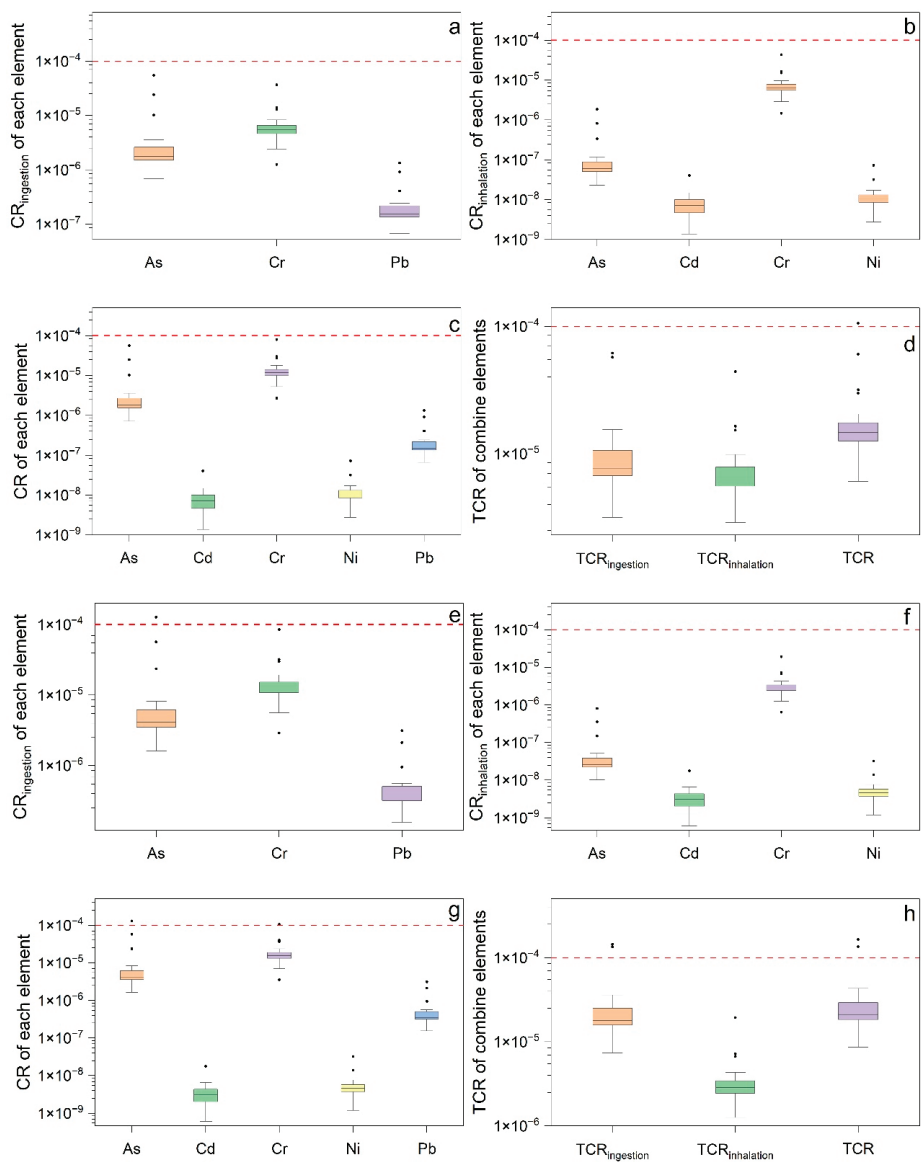 a
CR_ingestion of each element
1×10⁻⁴
1×10⁻⁵
1×10⁻⁶
1×10⁻⁷
As Cr Pb
b
CR_inhalation of each element
1×10⁻⁴
1×10⁻⁵
1×10⁻⁶
1×10⁻⁷
1×10⁻⁸
1×10⁻⁹
As Cd Cr Ni
c
CR of each element
1×10⁻⁴
1×10⁻⁵
1×10⁻⁶
1×10⁻⁷
1×10⁻⁸
1×10⁻⁹
As Cd Cr Ni Pb
d
TCR of combine elements
1×10⁻⁴
1×10⁻⁵
TCR_ingestion TCR_inhalation TCR
e
CR_ingestion of each element
1×10⁻⁴
1×10⁻⁵
1×10⁻⁶
As Cr Pb
f
CR_inhalation of each element
1×10⁻⁴
1×10⁻⁵
1×10⁻⁶
1×10⁻⁷
1×10⁻⁸
1×10⁻⁹
As Cd Cr Ni
g
CR of each element
1×10⁻⁴
1×10⁻⁵
1×10⁻⁶
1×10⁻⁷
1×10⁻⁸
1×10⁻⁹
As Cd Cr Ni Pb
h
TCR of combine elements
1×10⁻⁴
1×10⁻⁵
1×10⁻⁶
TCR_ingestion TCR_inhalation TCR